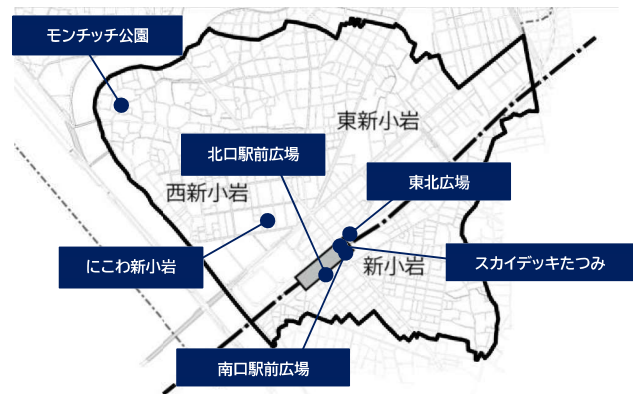 モンチッチ公園
東新小岩
北口駅前広場
東北広場
西新小岩
にこわ新小岩
新小岩
スカイデッキたつみ
南口駅前広場